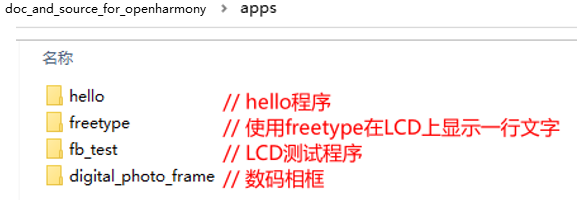 doc_and_source_for_openharmony > apps
名称
hello // hello程序
freetype // 使用freetype在LCD上显示一行文字
fb_test // LCD测试程序
digital_photo_frame // 数码相框